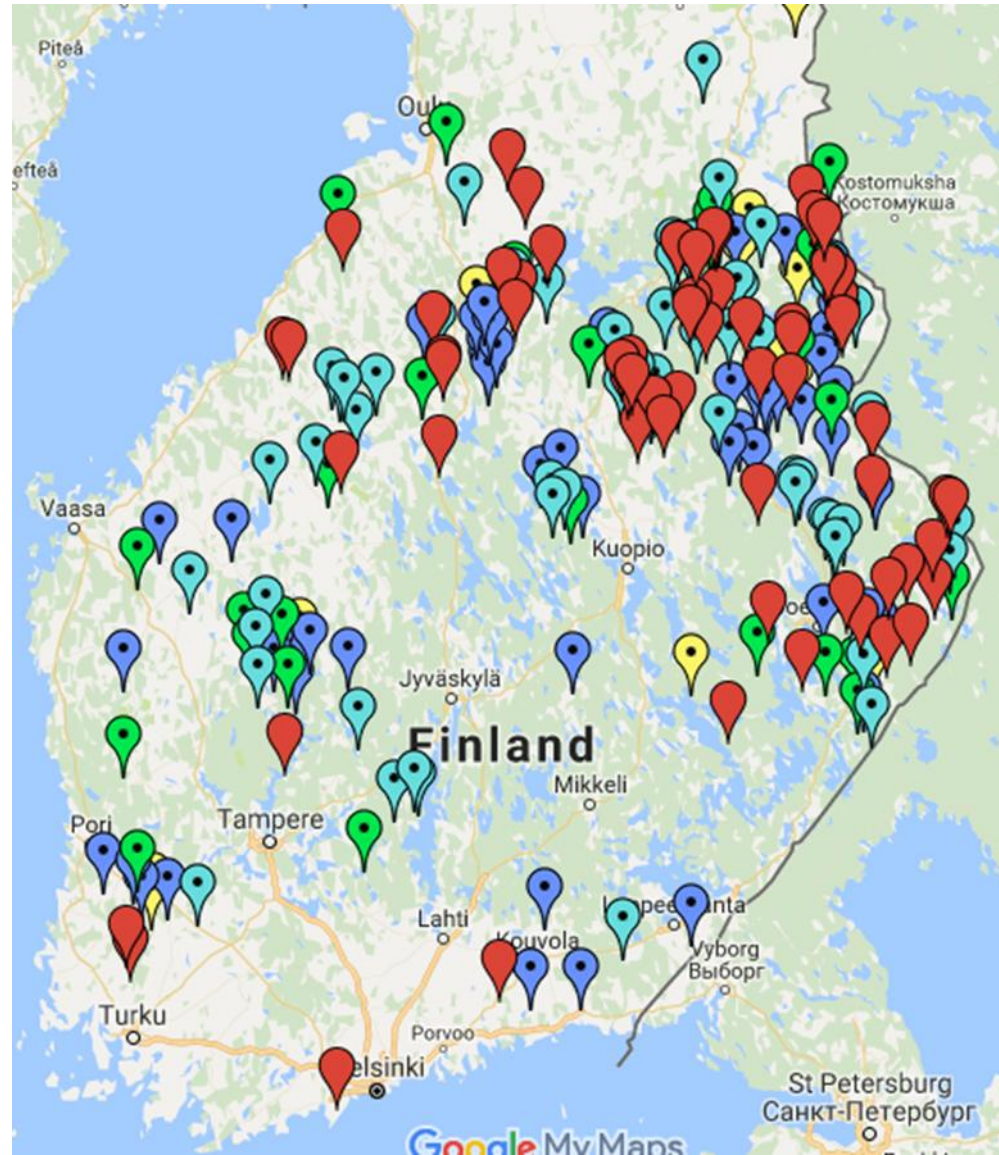 Piteå
efteå
Kostomuksha
Костомукша
Vaasa
Kuopio
Jyväskylä
Finland
Mikkeli
Pori
Tampere
Lahti
Kouvola
Vyborg
Выборг
Turku
Porvoo
elsinki
St Petersburg
Санкт-Петербург
Google My Maps